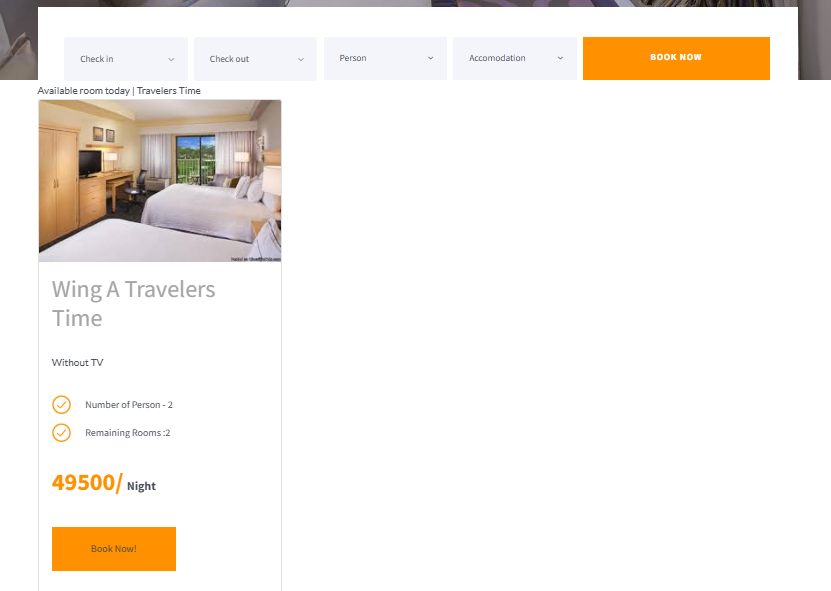 Check in
Check out
Person
Accomodation
BOOK NOW
Available room today | Travelers Time
Wing A Travelers
Time
Without TV
Number of Person - 2
Remaining Rooms :2
49500/ Night
Book Now!